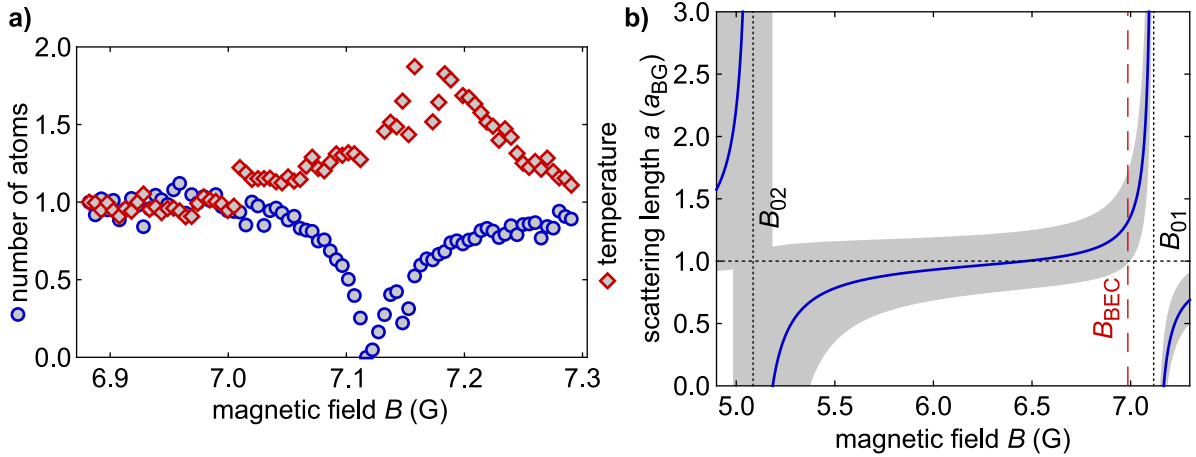 a)
number of atoms
2.0
1.5
1.0
0.5
0.0
6.9
7.0
7.1
7.2
7.3
magnetic field B (G)
temperature
b)
scattering length a (aBG)
3.0
2.5
2.0
1.5
1.0
0.5
0.0
B02
BBEC
B01
5.0
5.5
6.0
6.5
7.0
magnetic field B (G)